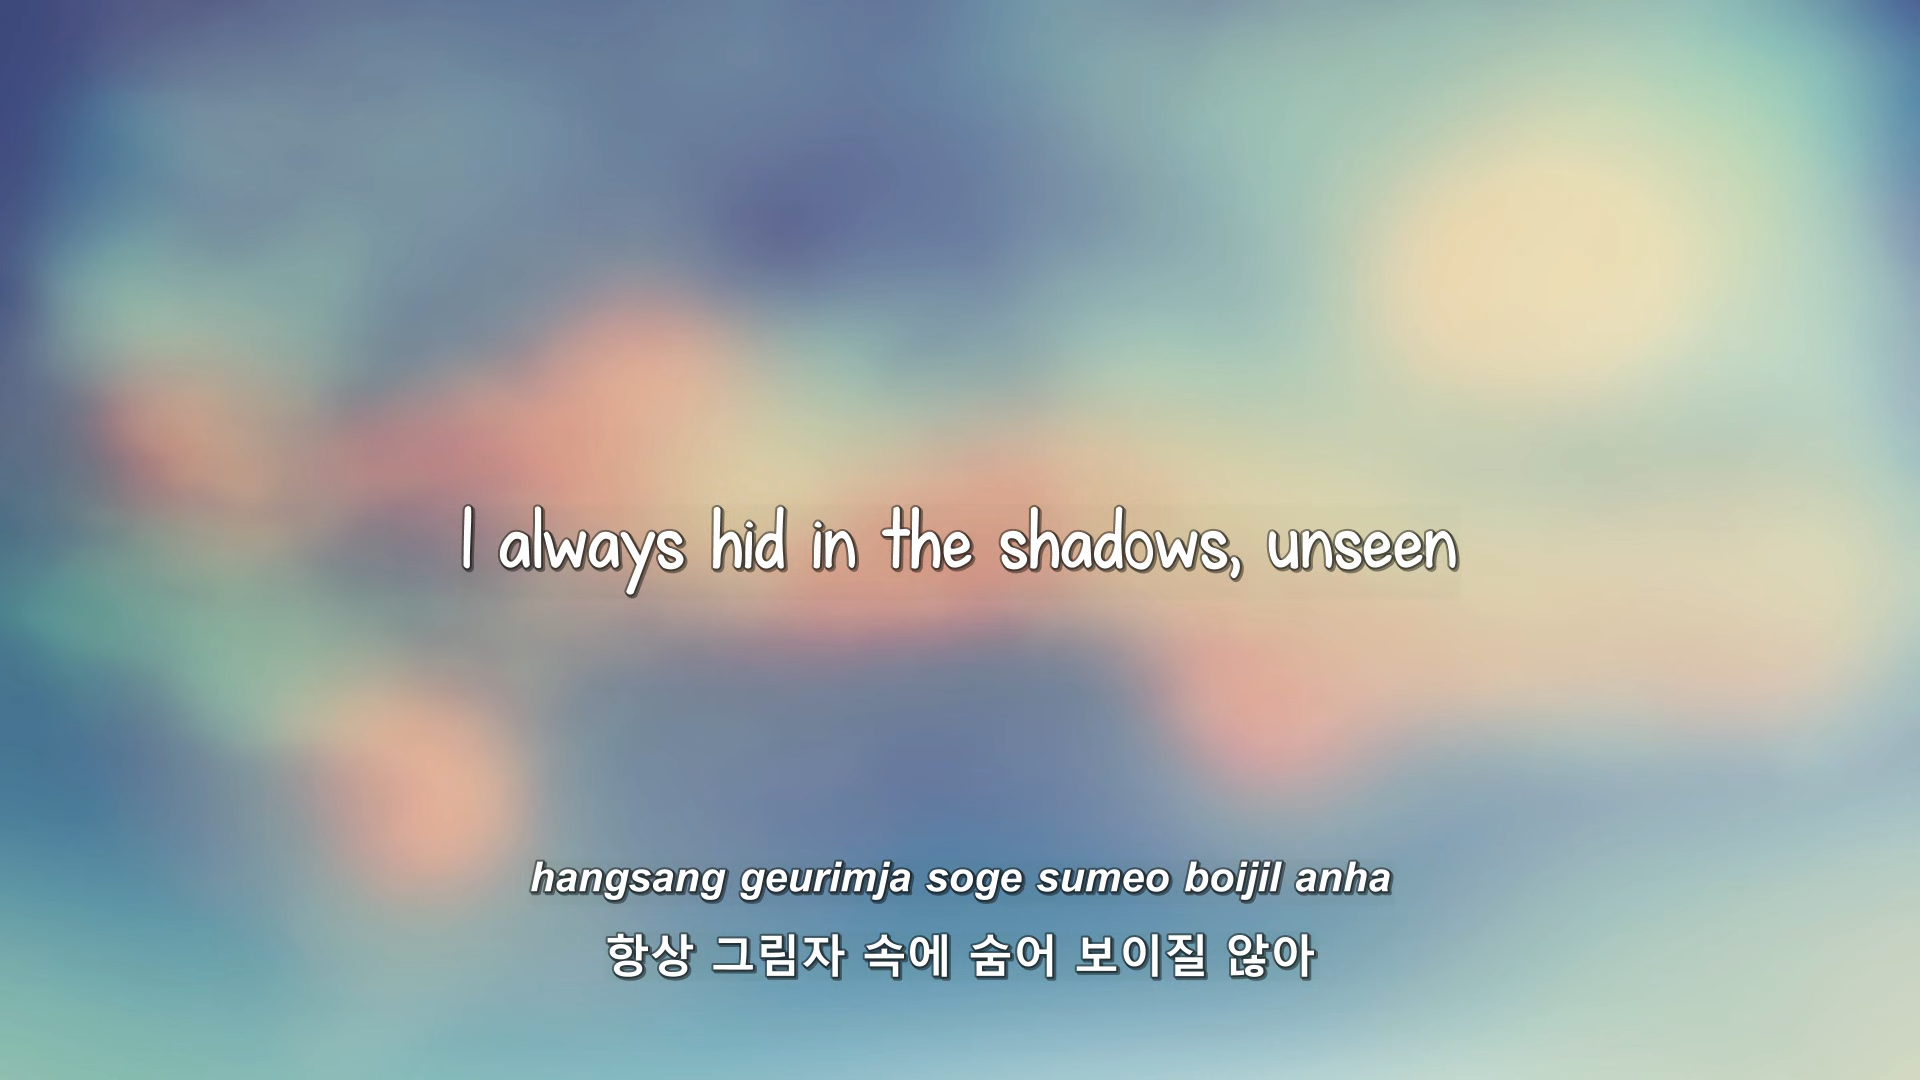 I always hid in the shadows, unseen
hangsang geurimja soge sumeo boijil anha
항상 그림자 속에 숨어 보이질 않아